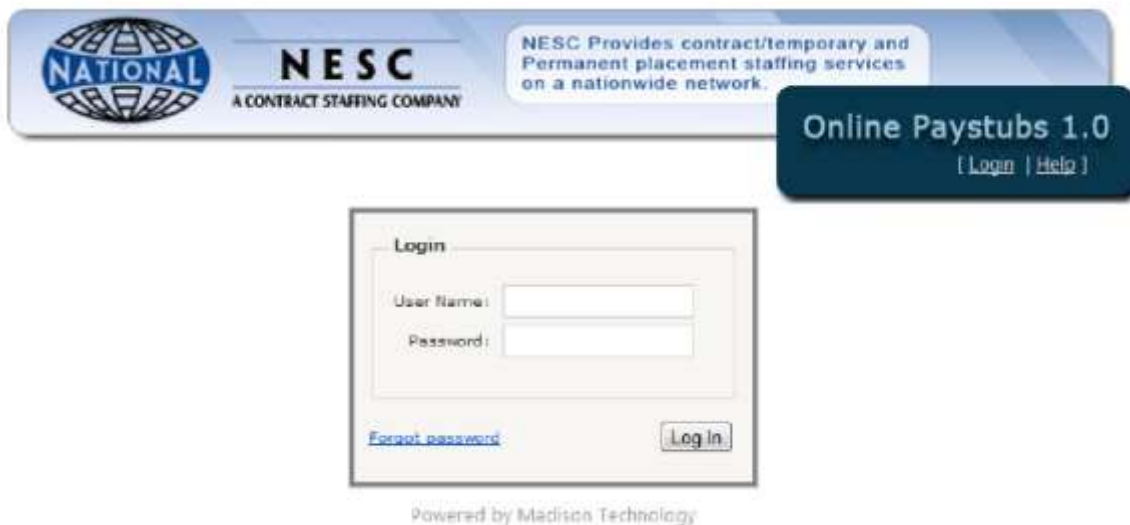 NATIONAL
NESC
A CONTRACT STAFFING COMPANY
NESC Provides contract/temporary and
Permanent placement staffing services
on a nationwide network.
Online Paystubs 1.0
[ Login | Help ]
Login
User Name:
Password:
Forgot password
Log In
Powered by Madison Technology